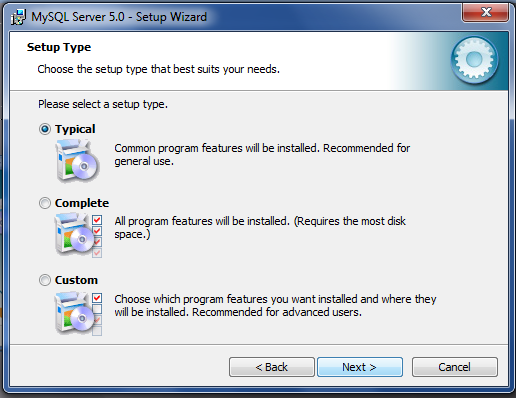 MySQL Server 5.0 - Setup Wizard
Setup Type
Choose the setup type that best suits your needs.
Please select a setup type.
Typical
Common program features will be installed. Recommended for
general use.
Complete
All program features will be installed. (Requires the most disk
space.)
Custom
Choose which program features you want installed and where they
will be installed. Recommended for advanced users.
< Back
Next >
Cancel